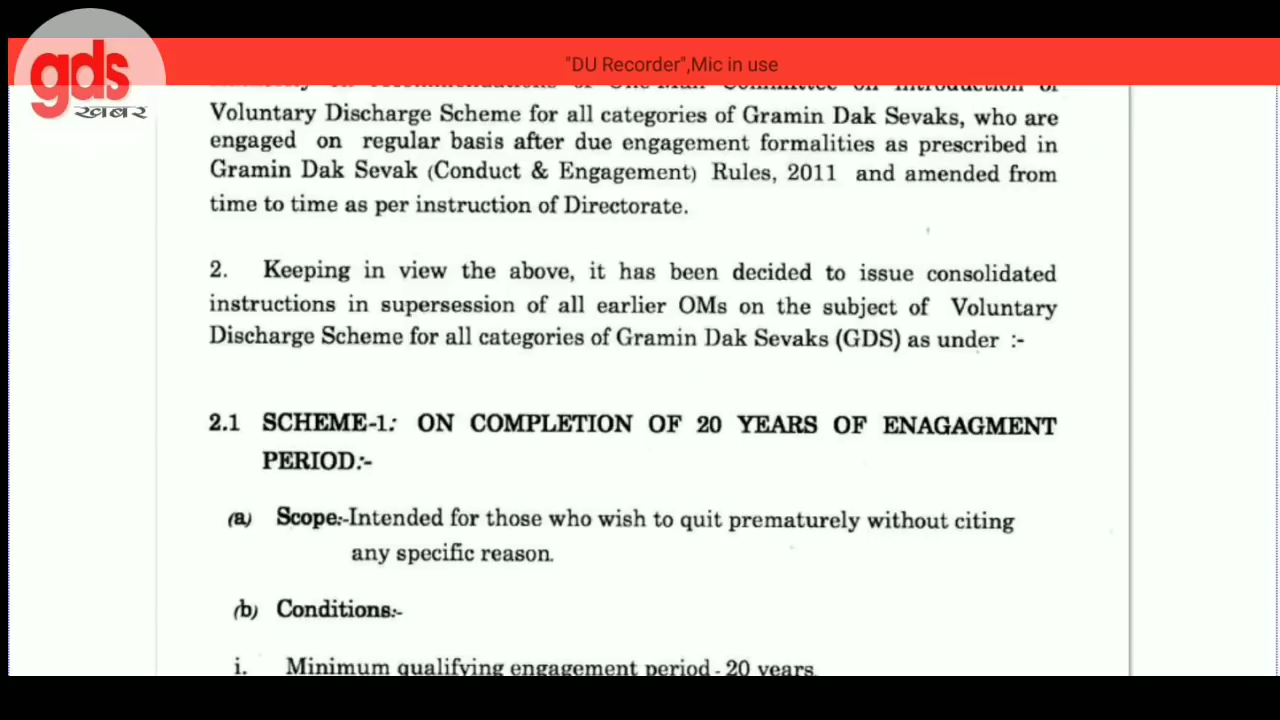 gds
खबर
"DU Recorder",Mic in use
Voluntary Discharge Scheme for all categories of Gramin Dak Sevaks, who are
engaged on regular basis after due engagement formalities as prescribed in
Gramin Dak Sevak (Conduct & Engagement) Rules, 2011 and amended from
time to time as per instruction of Directorate.
2. Keeping in view the above, it has been decided to issue consolidated
instructions in supersession of all earlier OMs on the subject of Voluntary
Discharge Scheme for all categories of Gramin Dak Sevaks (GDS) as under :-
2.1 SCHEME-1: ON COMPLETION OF 20 YEARS OF ENAGAGMENT
PERIOD:-
(a) Scope:-Intended for those who wish to quit prematurely without citing
any specific reason.
(b) Conditions:-
i. Minimum qualifying engagement period - 20 years.